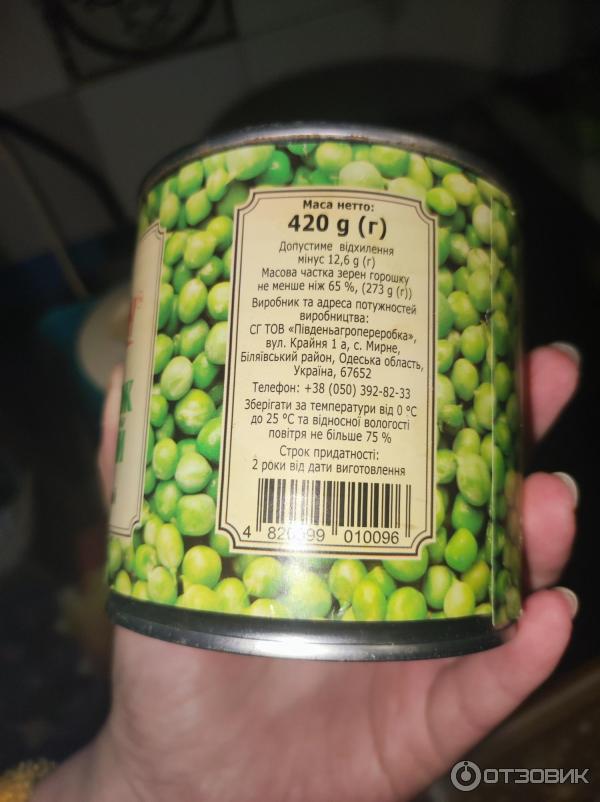 Маса нетто:
420 g (г)
Допустиме відхилення
мінус 12,6 g (г)
Масова частка зерен горошку
не менше ніж 65 %, (273 g (г))
Виробник та адреса потужностей
виробництва:
СГ ТОВ «Південьагропереробка»,
вул. Крайня 1 а, с. Мирне,
Біляївський район, Одеська область,
Україна, 67652
Телефон: +38 (050) 392-82-33
Зберігати за температури від 0 °С
до 25 °С та відносної вологості
повітря не більше 75 %
Строк придатності:
2 роки від дати виготовлення
4 820099 010096
ОТЗОВИК